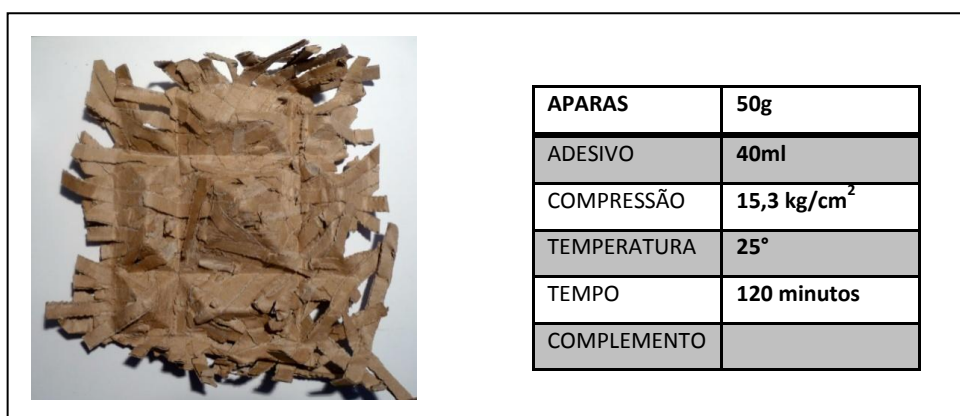 APARAS 50g
ADESIVO 40ml
COMPRESSÃO 15,3 kg/cm²
TEMPERATURA 25°
TEMPO 120 minutos
COMPLEMENTO